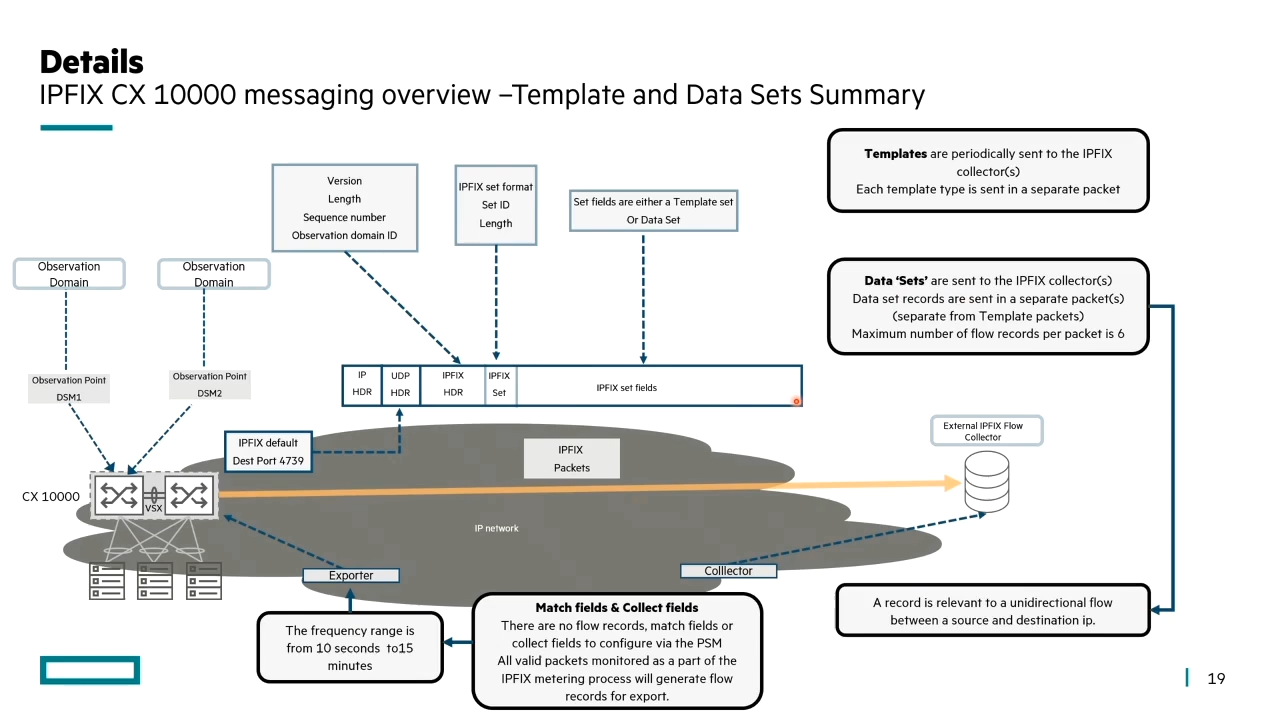 Details
IPFIX CX 10000 messaging overview –Template and Data Sets Summary
Templates are periodically sent to the IPFIX
collector(s)
Each template type is sent in a separate packet
Version
Length
Sequence number
Observation domain ID
IPFIX set format
Set ID
Length
Set fields are either a Template set
Or Data Set
Observation
Domain
Observation
Domain
Data ‘Sets’ are sent to the IPFIX collector(s)
Data set records are sent in a separate packet(s)
(separate from Template packets)
Maximum number of flow records per packet is 6
Observation Point
DSM1
Observation Point
DSM2
IP
HDR
UDP
HDR
IPFIX
HDR
IPFIX
Set
IPFIX set fields
IPFIX default
Dest Port 4739
IPFIX
Packets
External IPFIX Flow
Collector
CX 10000
VSX
IP network
Exporter
Colllector
The frequency range is
from 10 seconds to15
minutes
Match fields & Collect fields
There are no flow records, match fields or
collect fields to configure via the PSM
All valid packets monitored as a part of the
IPFIX metering process will generate flow
records for export.
A record is relevant to a unidirectional flow
between a source and destination ip.
19